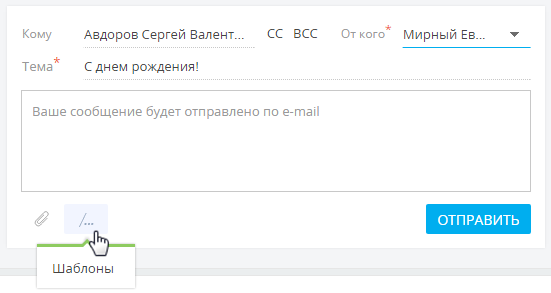 Кому Авдоров Сергей Валент... CC BCC От кого* Мирный Ев...
Тема* С днем рождения!
Ваше сообщение будет отправлено по e-mail
/... ОТПРАВИТЬ
Шаблоны